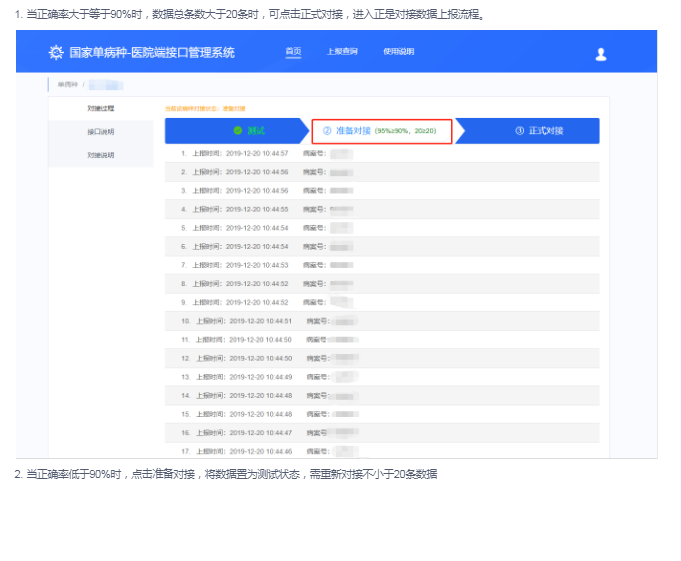 1. 当正确率大于等于90%时，数据总条数大于20条时，可点击正式对接，进入正是对接数据上报流程。
国家单病种-医院端接口管理系统 首页 上报查询 使用说明
单病种 /
对接过程 当前该病种对接状态：准备对接
接口说明 测试 ② 准备对接 (95%≥90%，20≥20) ③ 正式对接
对接说明
1. 上报时间：2019-12-20 10:44:57 病案号：
2. 上报时间：2019-12-20 10:44:56 病案号：
3. 上报时间：2019-12-20 10:44:56 病案号：
4. 上报时间：2019-12-20 10:44:55 病案号：
5. 上报时间：2019-12-20 10:44:54 病案号：
6. 上报时间：2019-12-20 10:44:54 病案号：
7. 上报时间：2019-12-20 10:44:53 病案号：
8. 上报时间：2019-12-20 10:44:52 病案号：
9. 上报时间：2019-12-20 10:44:52 病案号：
10. 上报时间：2019-12-20 10:44:51 病案号：
11. 上报时间：2019-12-20 10:44:50 病案号：
12. 上报时间：2019-12-20 10:44:50 病案号：
13. 上报时间：2019-12-20 10:44:49 病案号：
14. 上报时间：2019-12-20 10:44:48 病案号：
15. 上报时间：2019-12-20 10:44:48 病案号：
16. 上报时间：2019-12-20 10:44:47 病案号：
17. 上报时间：2019-12-20 10:44:46 病案号：
2. 当正确率低于90%时，点击准备对接，将数据置为测试状态，需重新对接不小于20条数据